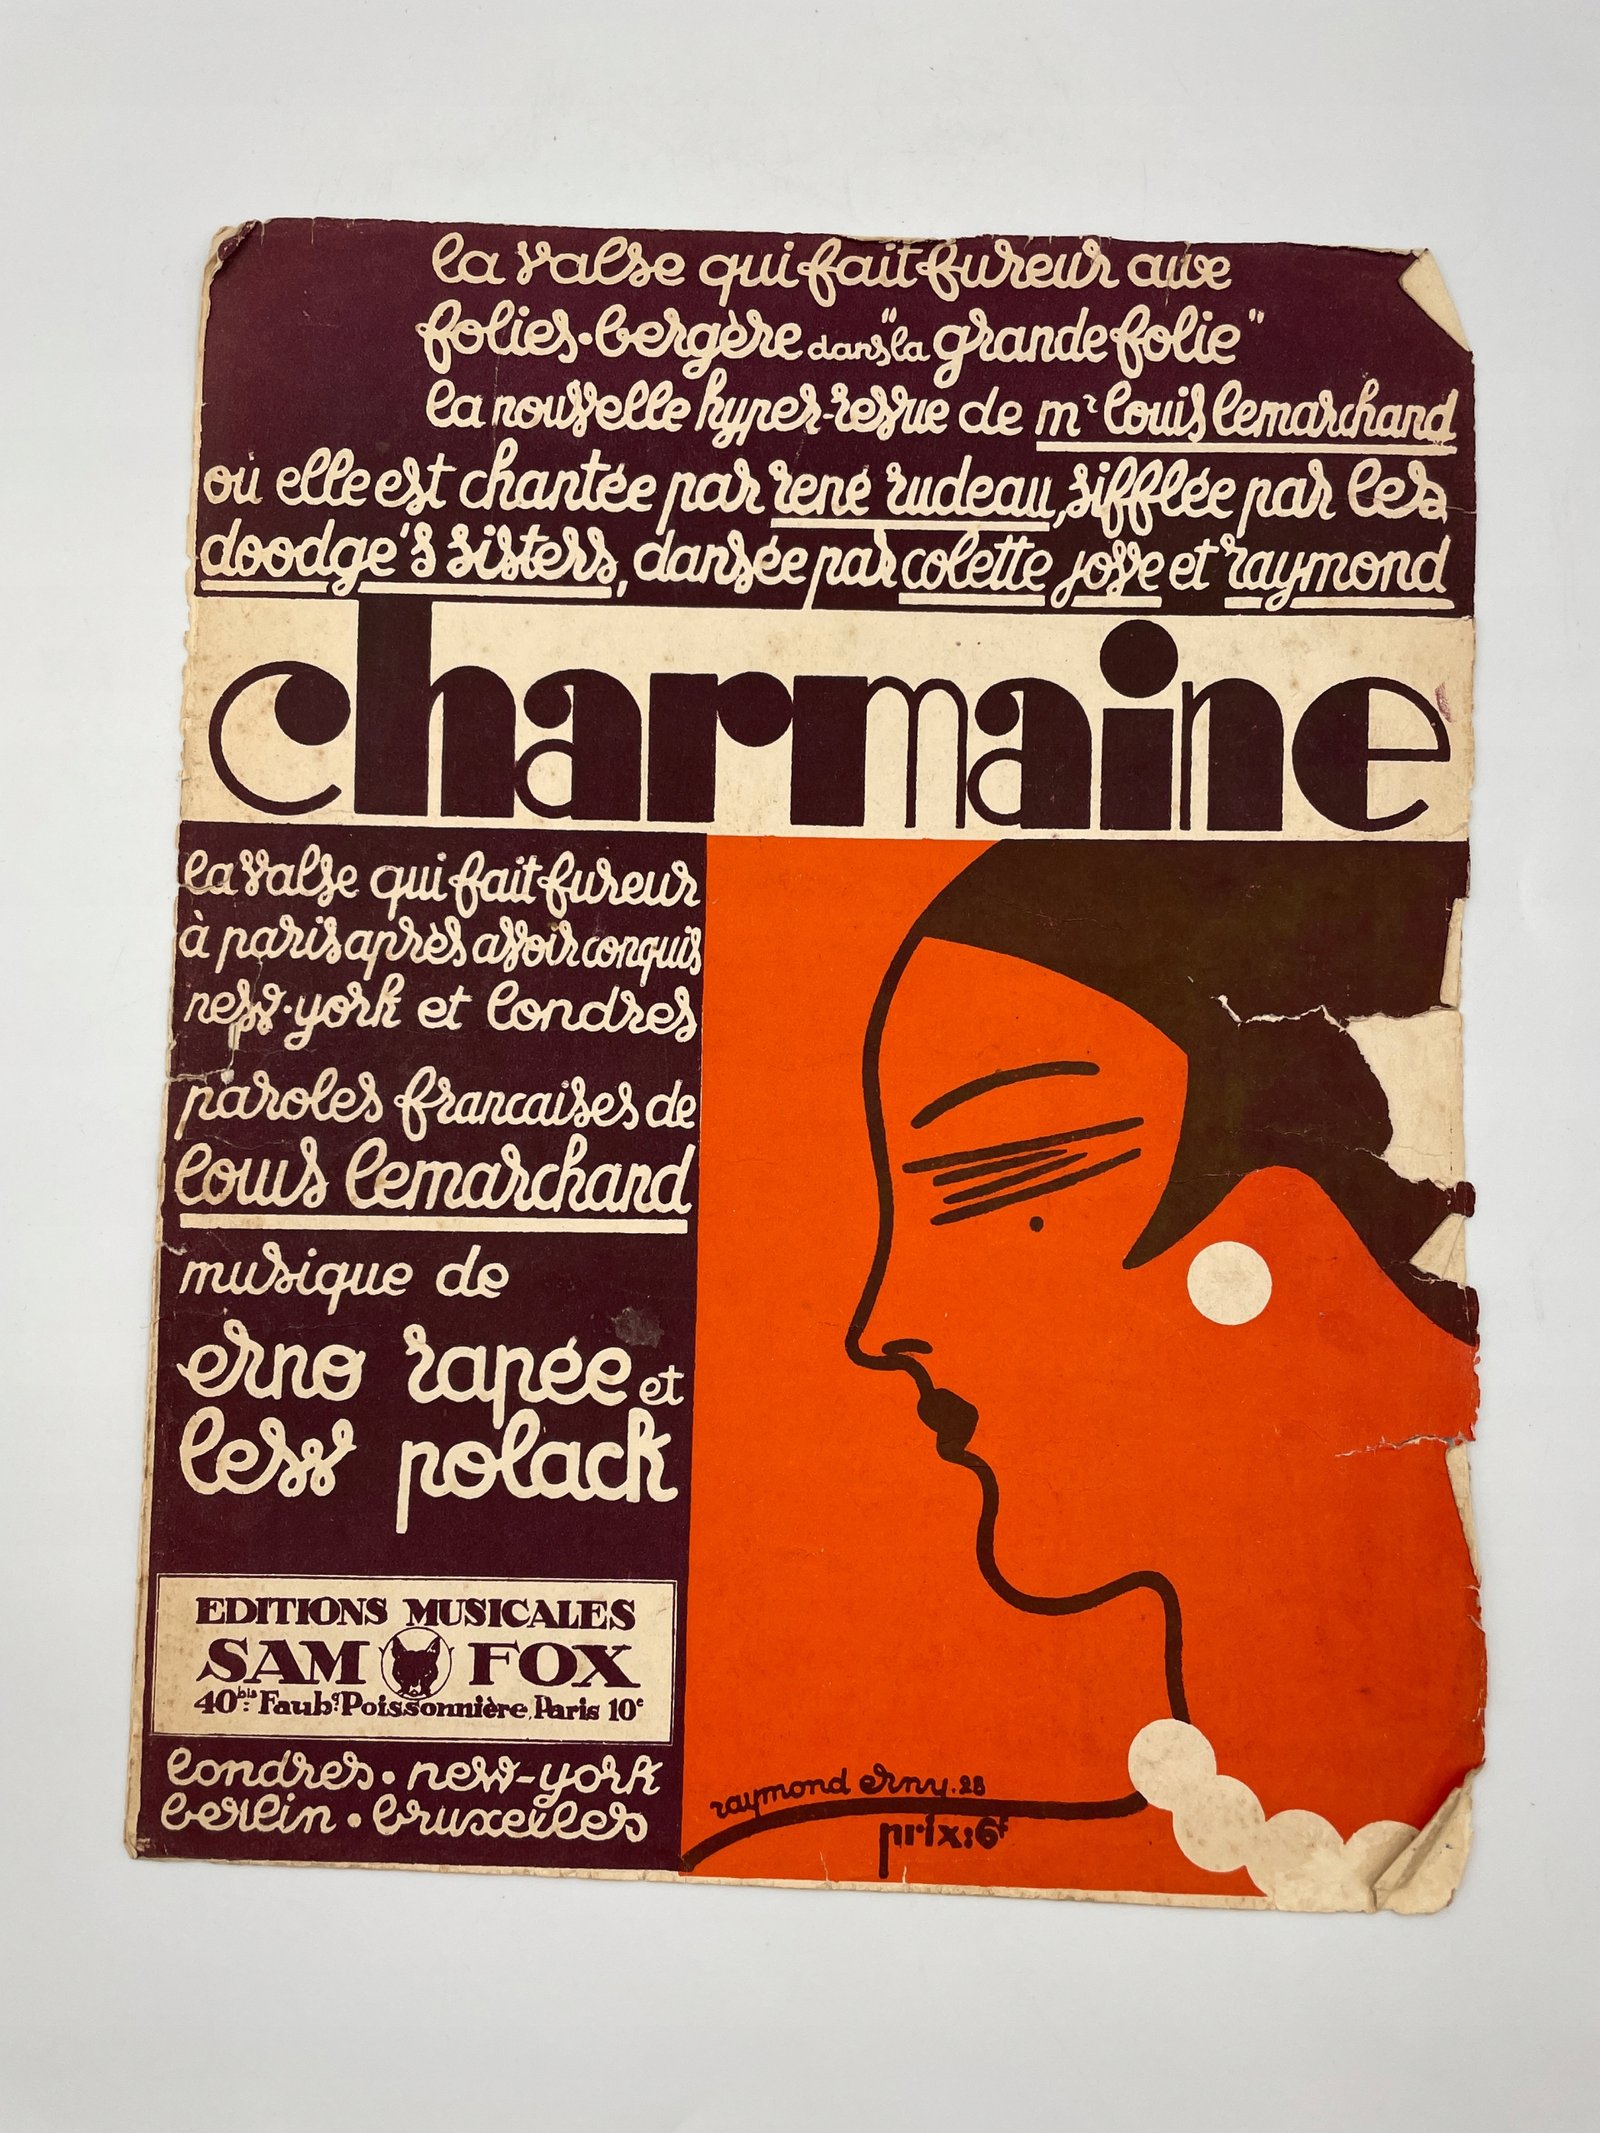 la valse qui fait fureur aux
folies-bergère dans "la grande folie"
la nouvelle hyper-revue de mr louis lemarchand
où elle est chantée par rené rudeau, sifflée par les
doodge's sisters, dansée par colette jove et raymond
charmaine
la valse qui fait fureur
à paris après avoir conquis
new-york et londres
paroles francaises de
louis lemarchand
musique de
erno rapée et
lew polack
EDITIONS MUSICALES
SAM FOX
40bis Faubg Poissonnière, Paris 10e
londres • new-york
berlin • bruxelles
raymond erny. 28
prix: 6f